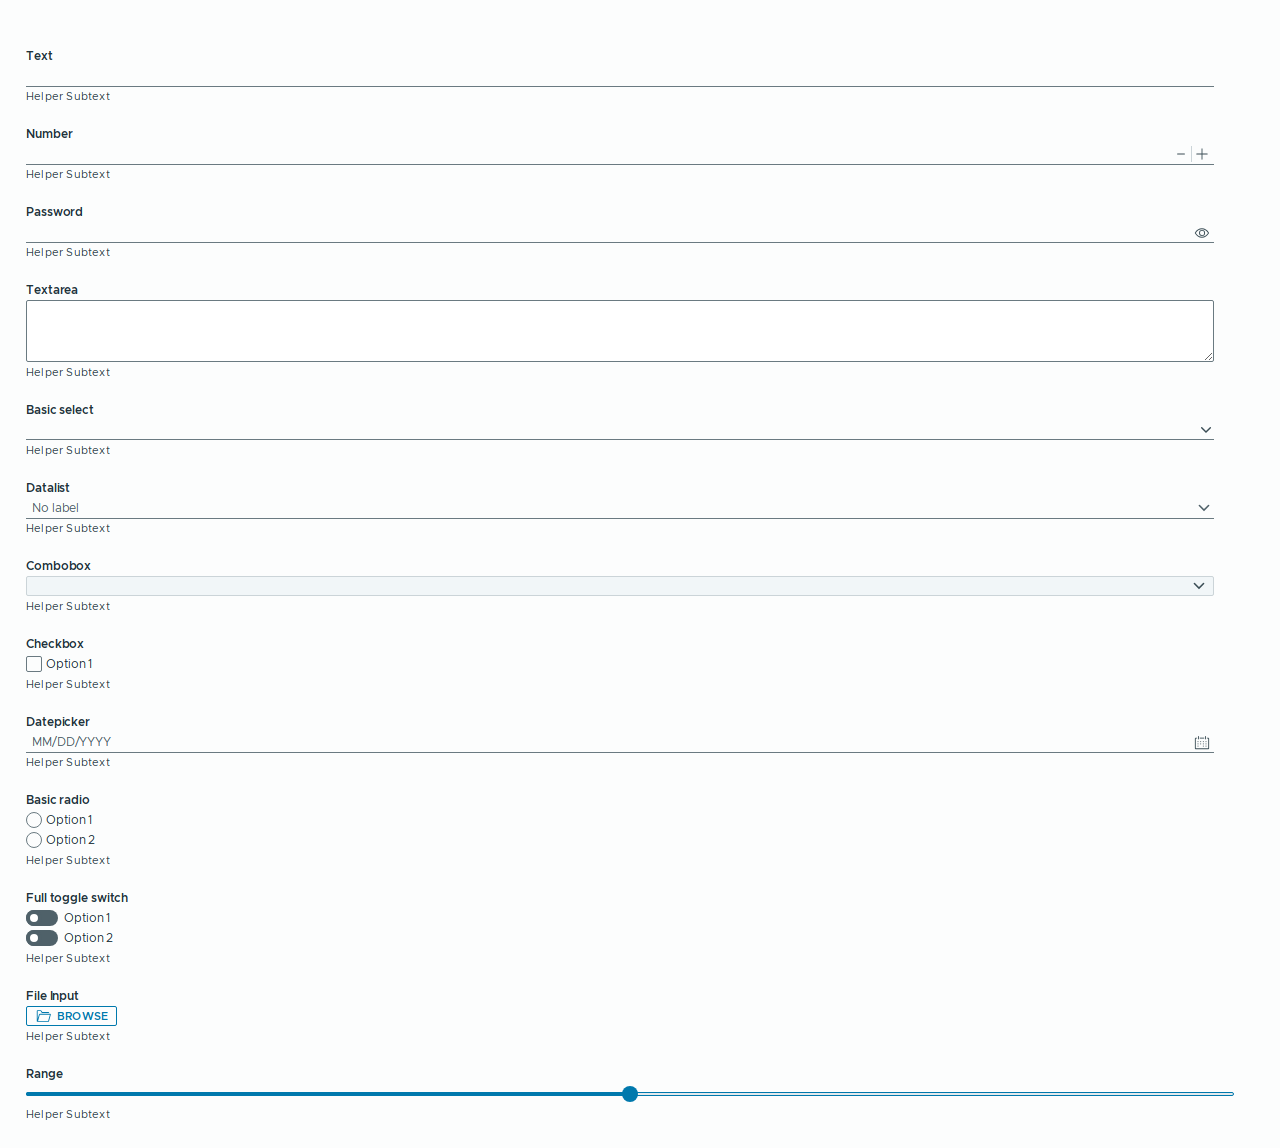 Text
Helper Subtext
Number
Helper Subtext
Password
Helper Subtext
Textarea
Helper Subtext
Basic select
Helper Subtext
Datalist
No label
Helper Subtext
Combobox
Helper Subtext
Checkbox
Option 1
Helper Subtext
Datepicker
MM/DD/YYYY
Helper Subtext
Basic radio
Option 1
Option 2
Helper Subtext
Full toggle switch
Option 1
Option 2
Helper Subtext
File Input
BROWSE
Helper Subtext
Range
Helper Subtext